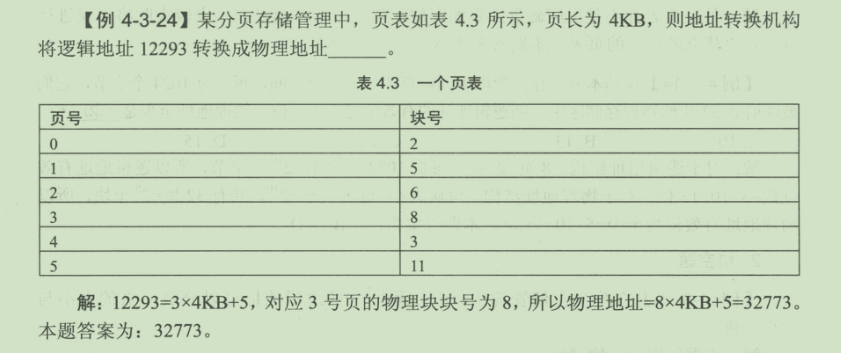 【例 4-3-24】某分页存储管理中，页表如表 4.3 所示，页长为 4KB，则地址转换机构
将逻辑地址 12293 转换成物理地址______。
表 4.3 一个页表
页号 块号
0 2
1 5
2 6
3 8
4 3
5 11
解：12293=3×4KB+5，对应 3 号页的物理块块号为 8，所以物理地址=8×4KB+5=32773。
本题答案为：32773。